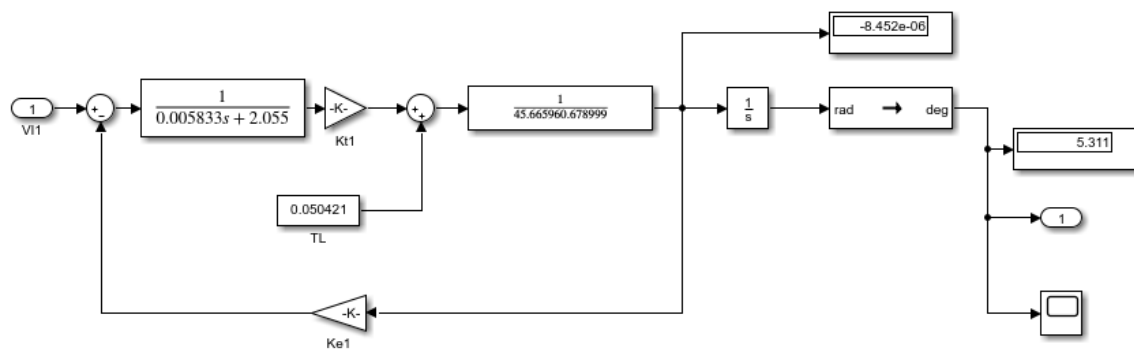 -8.452e-06
1
VI1
+
-
1
0.005833s + 2.055
-K-
Kt1
+
+
1
45.665960.678999
1
s
rad → deg
5.311
0.050421
TL
1
-K-
Ke1